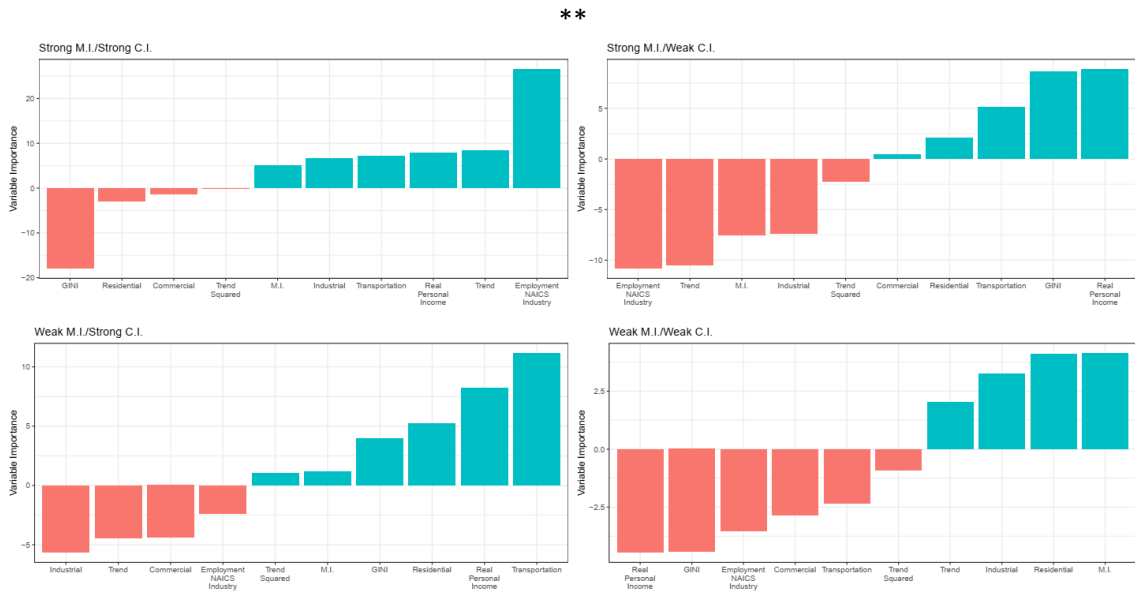 **
Strong M.I./Strong C.I.
Variable Importance
20
10
0
−10
−20
GINI
Residential
Commercial
Trend
Squared
M.I.
Industrial
Transportation
Real
Personal
Income
Trend
Employment
NAICS
Industry
Strong M.I./Weak C.I.
Variable Importance
5
0
−5
−10
Employment
NAICS
Industry
Trend
M.I.
Industrial
Trend
Squared
Commercial
Residential
Transportation
GINI
Real
Personal
Income
Weak M.I./Strong C.I.
Variable Importance
10
5
0
−5
Industrial
Trend
Commercial
Employment
NAICS
Industry
Trend
Squared
M.I.
GINI
Residential
Real
Personal
Income
Transportation
Weak M.I./Weak C.I.
Variable Importance
2.5
0.0
−2.5
Real
Personal
Income
GINI
Employment
NAICS
Industry
Commercial
Transportation
Trend
Squared
Trend
Industrial
Residential
M.I.